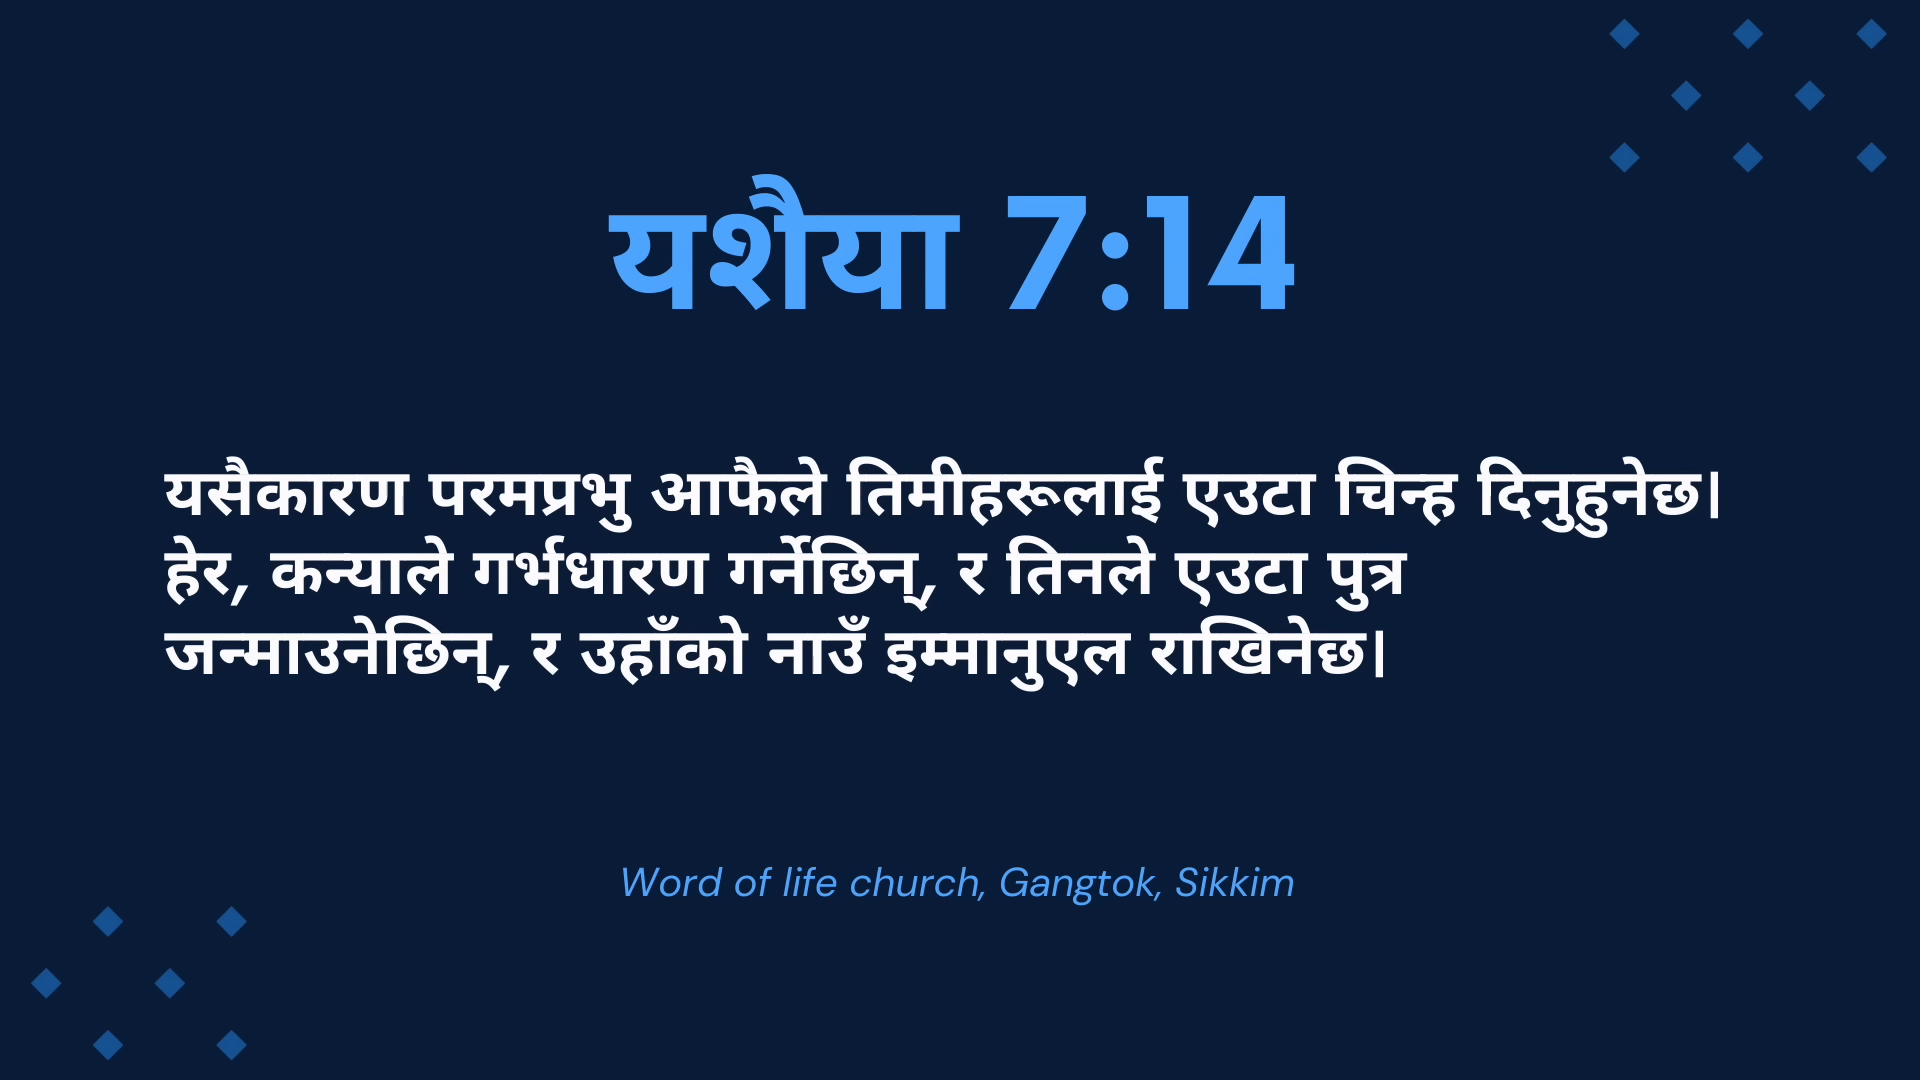 यशैया 7:14
यसैकारण परमप्रभु आफैले तिमीहरूलाई एउटा चिन्ह दिनुहुनेछ।
हेर, कन्याले गर्भधारण गर्नेछिन्, र तिनले एउटा पुत्र
जन्माउनेछिन्, र उहाँको नाउँ इम्मानुएल राखिनेछ।
Word of life church, Gangtok, Sikkim